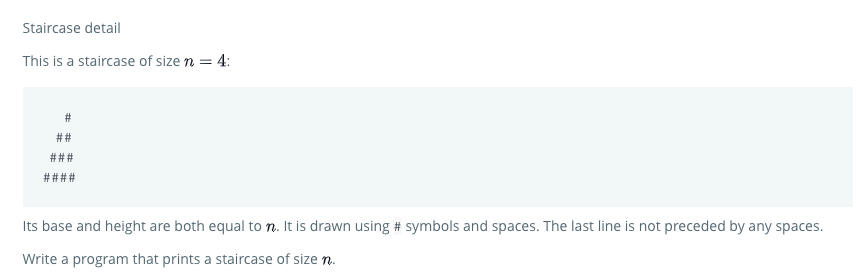 Staircase detail
This is a staircase of size n = 4:
#
##
###
####
Its base and height are both equal to n. It is drawn using # symbols and spaces. The last line is not preceded by any spaces.
Write a program that prints a staircase of size n.